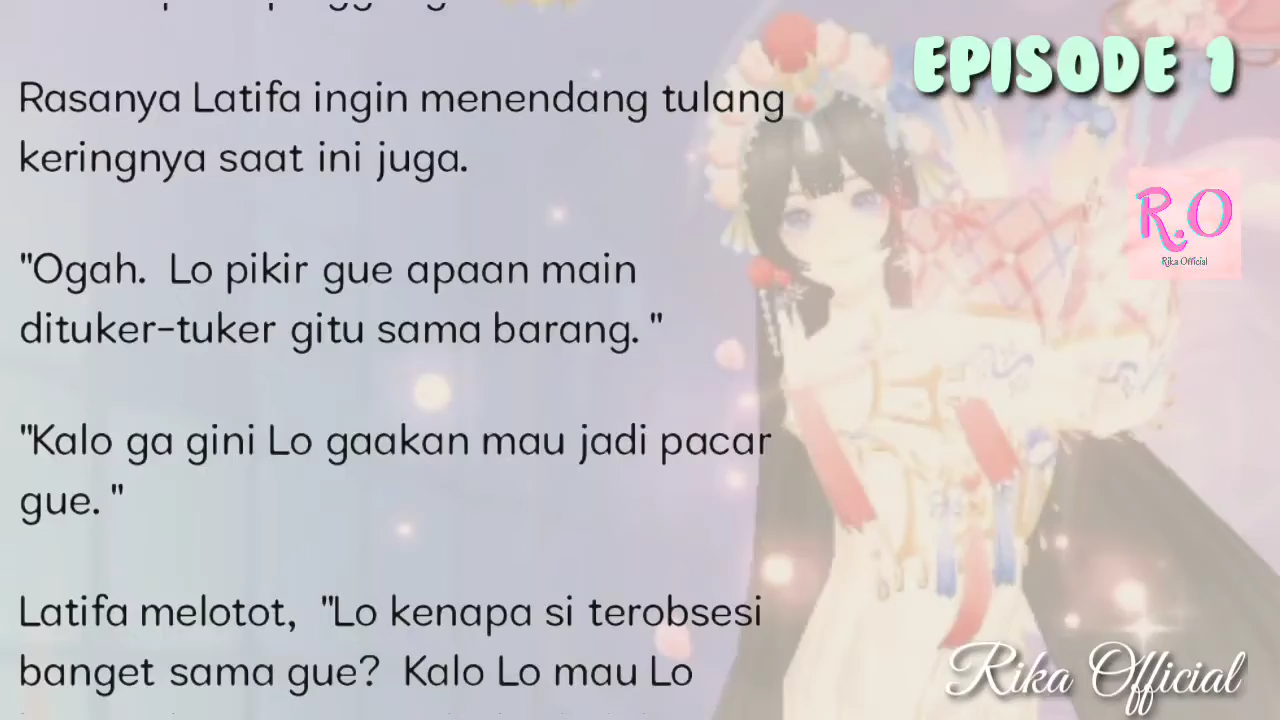 EPISODE 1
Rasanya Latifa ingin menendang tulang
keringnya saat ini juga.
"Ogah.  Lo pikir gue apaan main
dituker-tuker gitu sama barang. "
"Kalo ga gini Lo gaakan mau jadi pacar
gue. "
Latifa melotot,  "Lo kenapa si terobsesi
banget sama gue?  Kalo Lo mau Lo
R.O
Rika Official
Rika Official